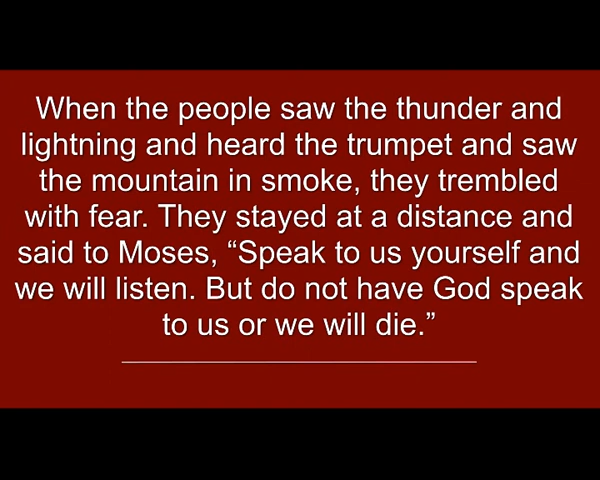 When the people saw the thunder and
lightning and heard the trumpet and saw
the mountain in smoke, they trembled
with fear. They stayed at a distance and
said to Moses, “Speak to us yourself and
we will listen. But do not have God speak
to us or we will die.”